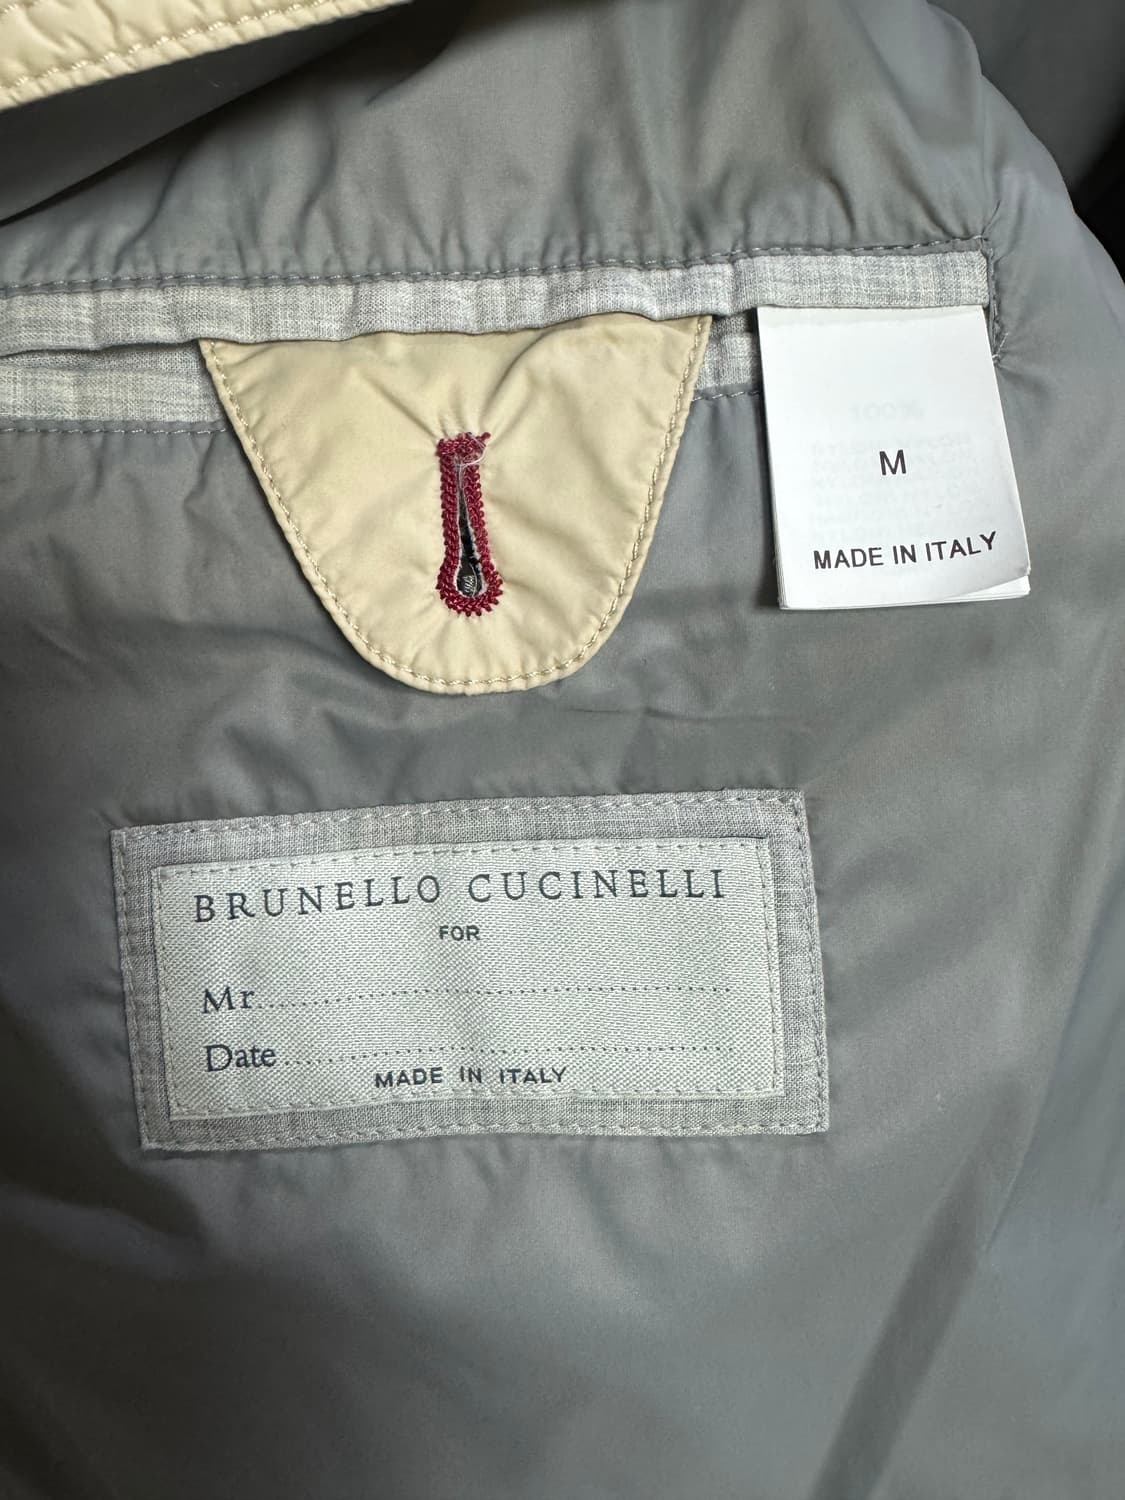 M
MADE IN ITALY
BRUNELLO CUCINELLI
FOR
Mr..............................
Date..............................
MADE IN ITALY